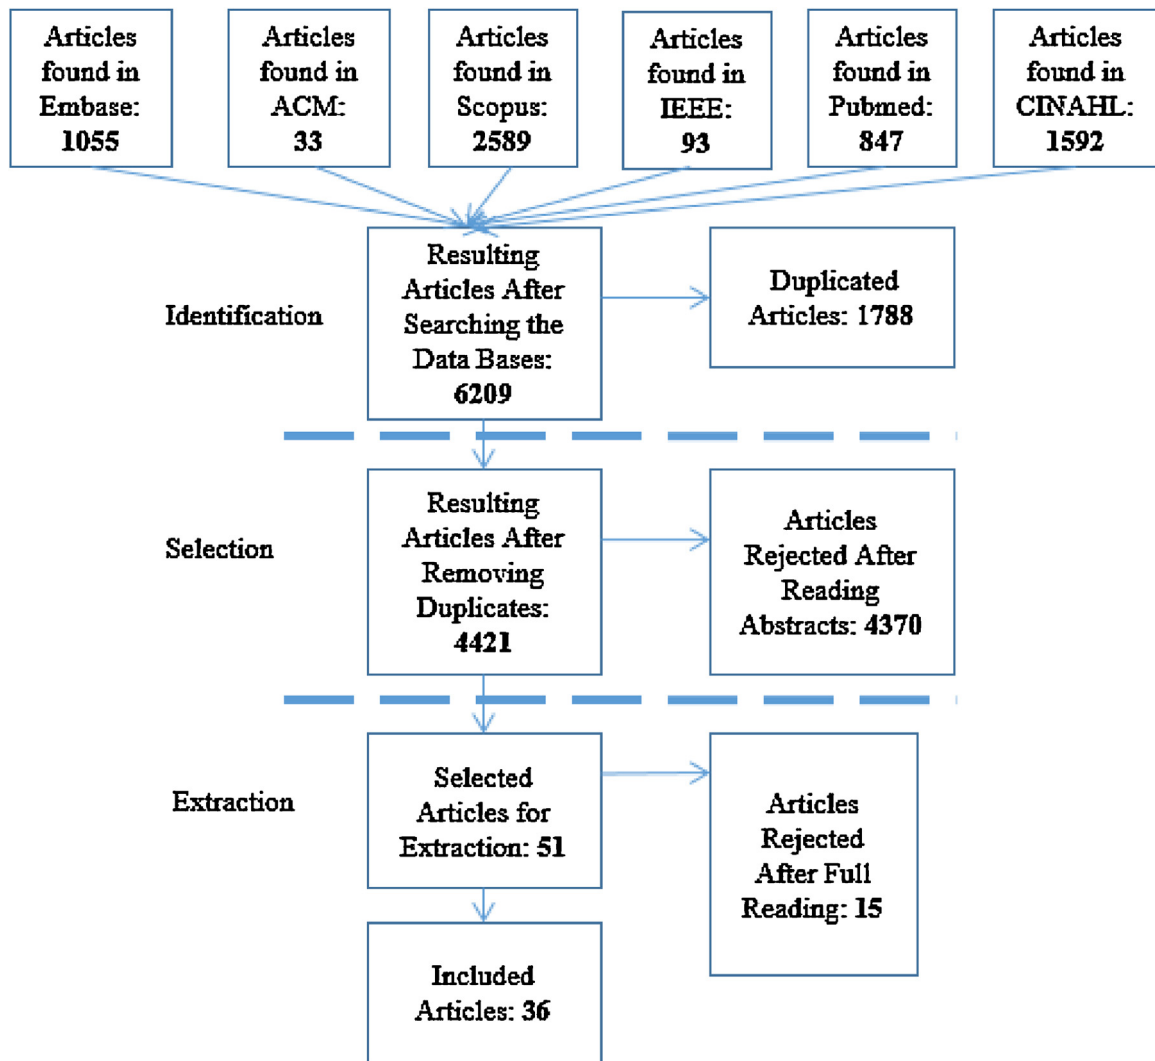 Articles
found in
Embase:
1055
Articles
found in
ACM:
33
Articles
found in
Scopus:
2589
Articles
found in
IEEE:
93
Articles
found in
Pubmed:
847
Articles
found in
CINAHL:
1592
Identification
Resulting
Articles After
Searching the
Data Bases:
6209
Duplicated
Articles: 1788
Selection
Resulting
Articles After
Removing
Duplicates:
4421
Articles
Rejected After
Reading
Abstracts: 4370
Extraction
Selected
Articles for
Extraction: 51
Articles
Rejected
After Full
Reading: 15
Included
Articles: 36